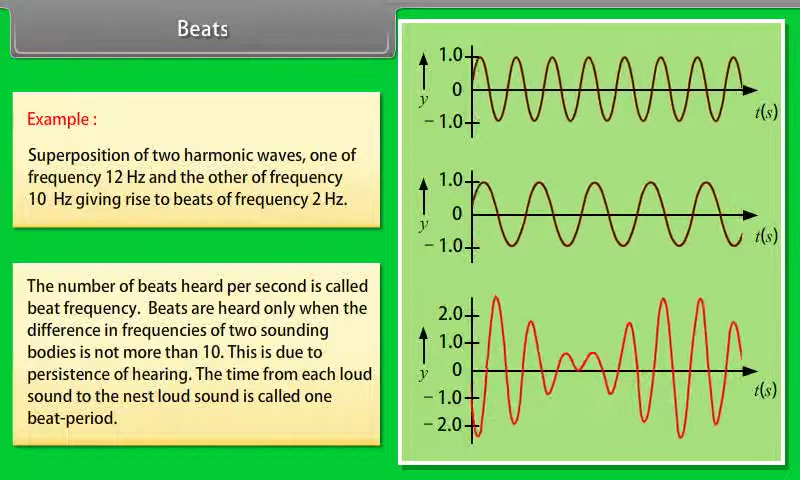 Beats
Example :
Superposition of two harmonic waves, one of
frequency 12 Hz and the other of frequency
10 Hz giving rise to beats of frequency 2 Hz.
The number of beats heard per second is called
beat frequency. Beats are heard only when the
difference in frequencies of two sounding
bodies is not more than 10. This is due to
persistence of hearing. The time from each loud
sound to the nest loud sound is called one
beat-period.
1.0
0
y
– 1.0
t(s)
1.0
0
y
– 1.0
t(s)
2.0
1.0
0
y
– 1.0
– 2.0
t(s)